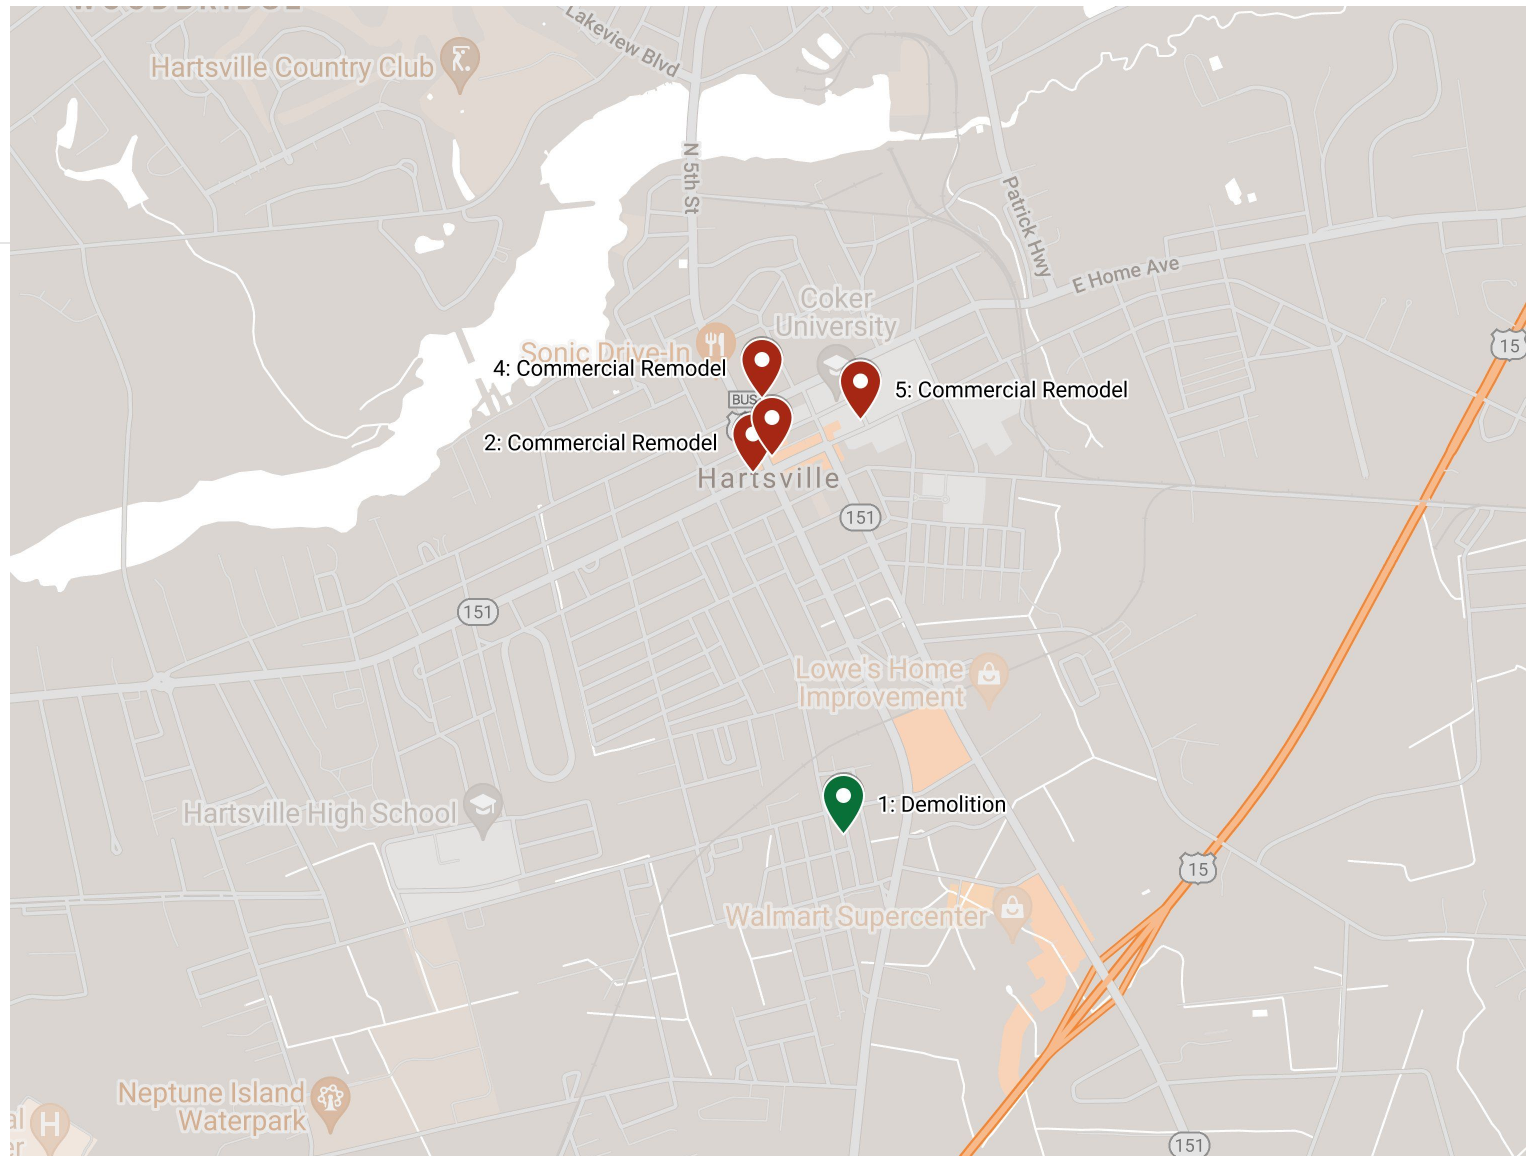 Lakeview Blvd
Hartsville Country Club
N 5th St
Patrick Hwy
E Home Ave
Coker
University
15
Sonic Drive-In
4: Commercial Remodel
5: Commercial Remodel
BUS
2: Commercial Remodel
Hartsville
151
151
Lowe's Home
Improvement
1: Demolition
Hartsville High School
15
Walmart Supercenter
Neptune Island
Waterpark
H
151